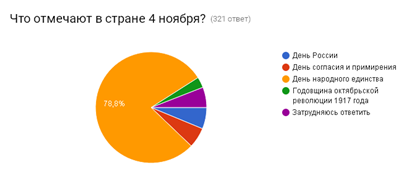 Что отмечают в стране 4 ноября? (321 ответ)
День России
День согласия и примирения
День народного единства
Годовщина октябрьской
революции 1917 года
Затрудняюсь ответить
78,8%